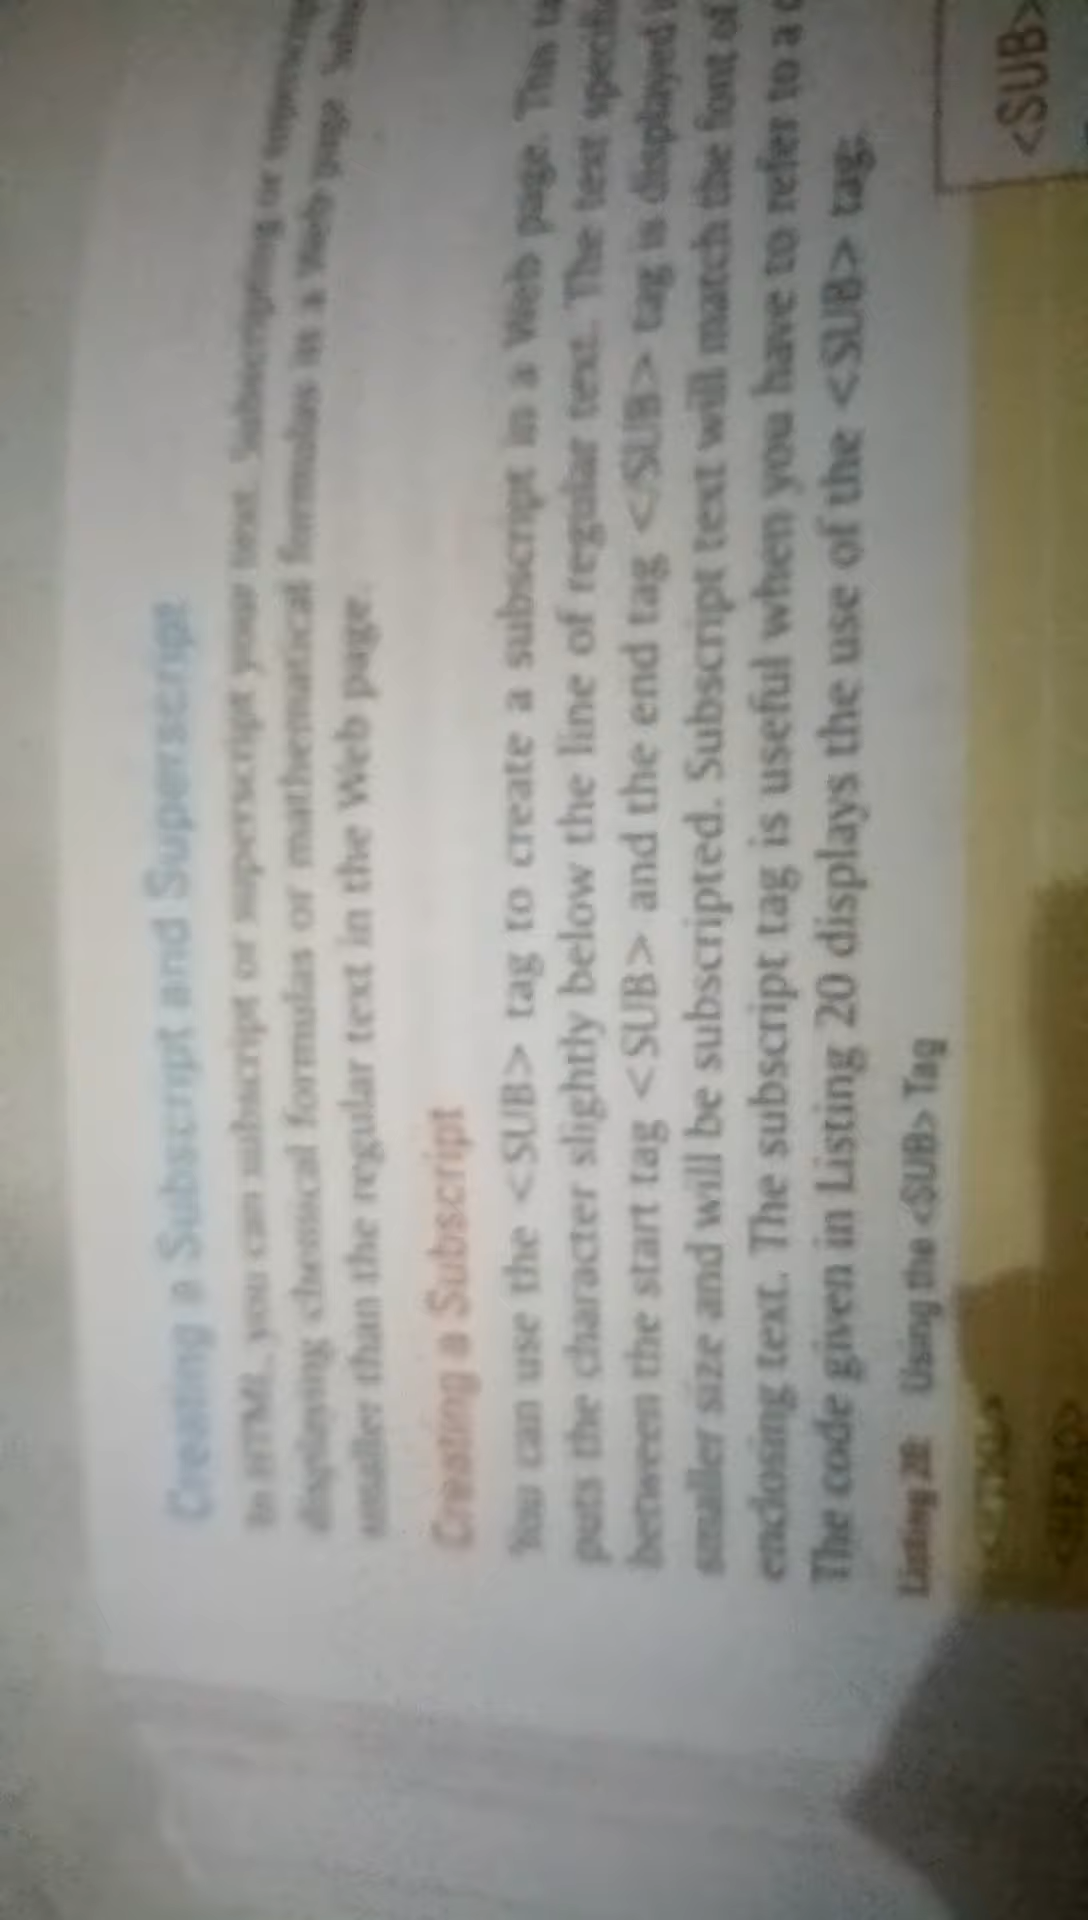 Creating a Subscript and Superscript
In HTML, you can subscript or superscript your text. Subscripting or
displaying chemical formulas or mathematical formulas in a Web page.
smaller than the regular text in the Web page.
Creating a Subscript
You can use the <SUB> tag to create a subscript in a Web page. This
puts the character slightly below the line of regular text. The text
between the start tag <SUB> and the end tag <SUB> tag is displayed
smaller size and will be subscripted. Subscript text will match the font of
enclosing text. The subscript tag is useful when you have to refer to a
The code given in Listing 20 displays the use of the <SUB> tag.
Listing 20: Using the <SUB> Tag
<SUB>
<HEAD>